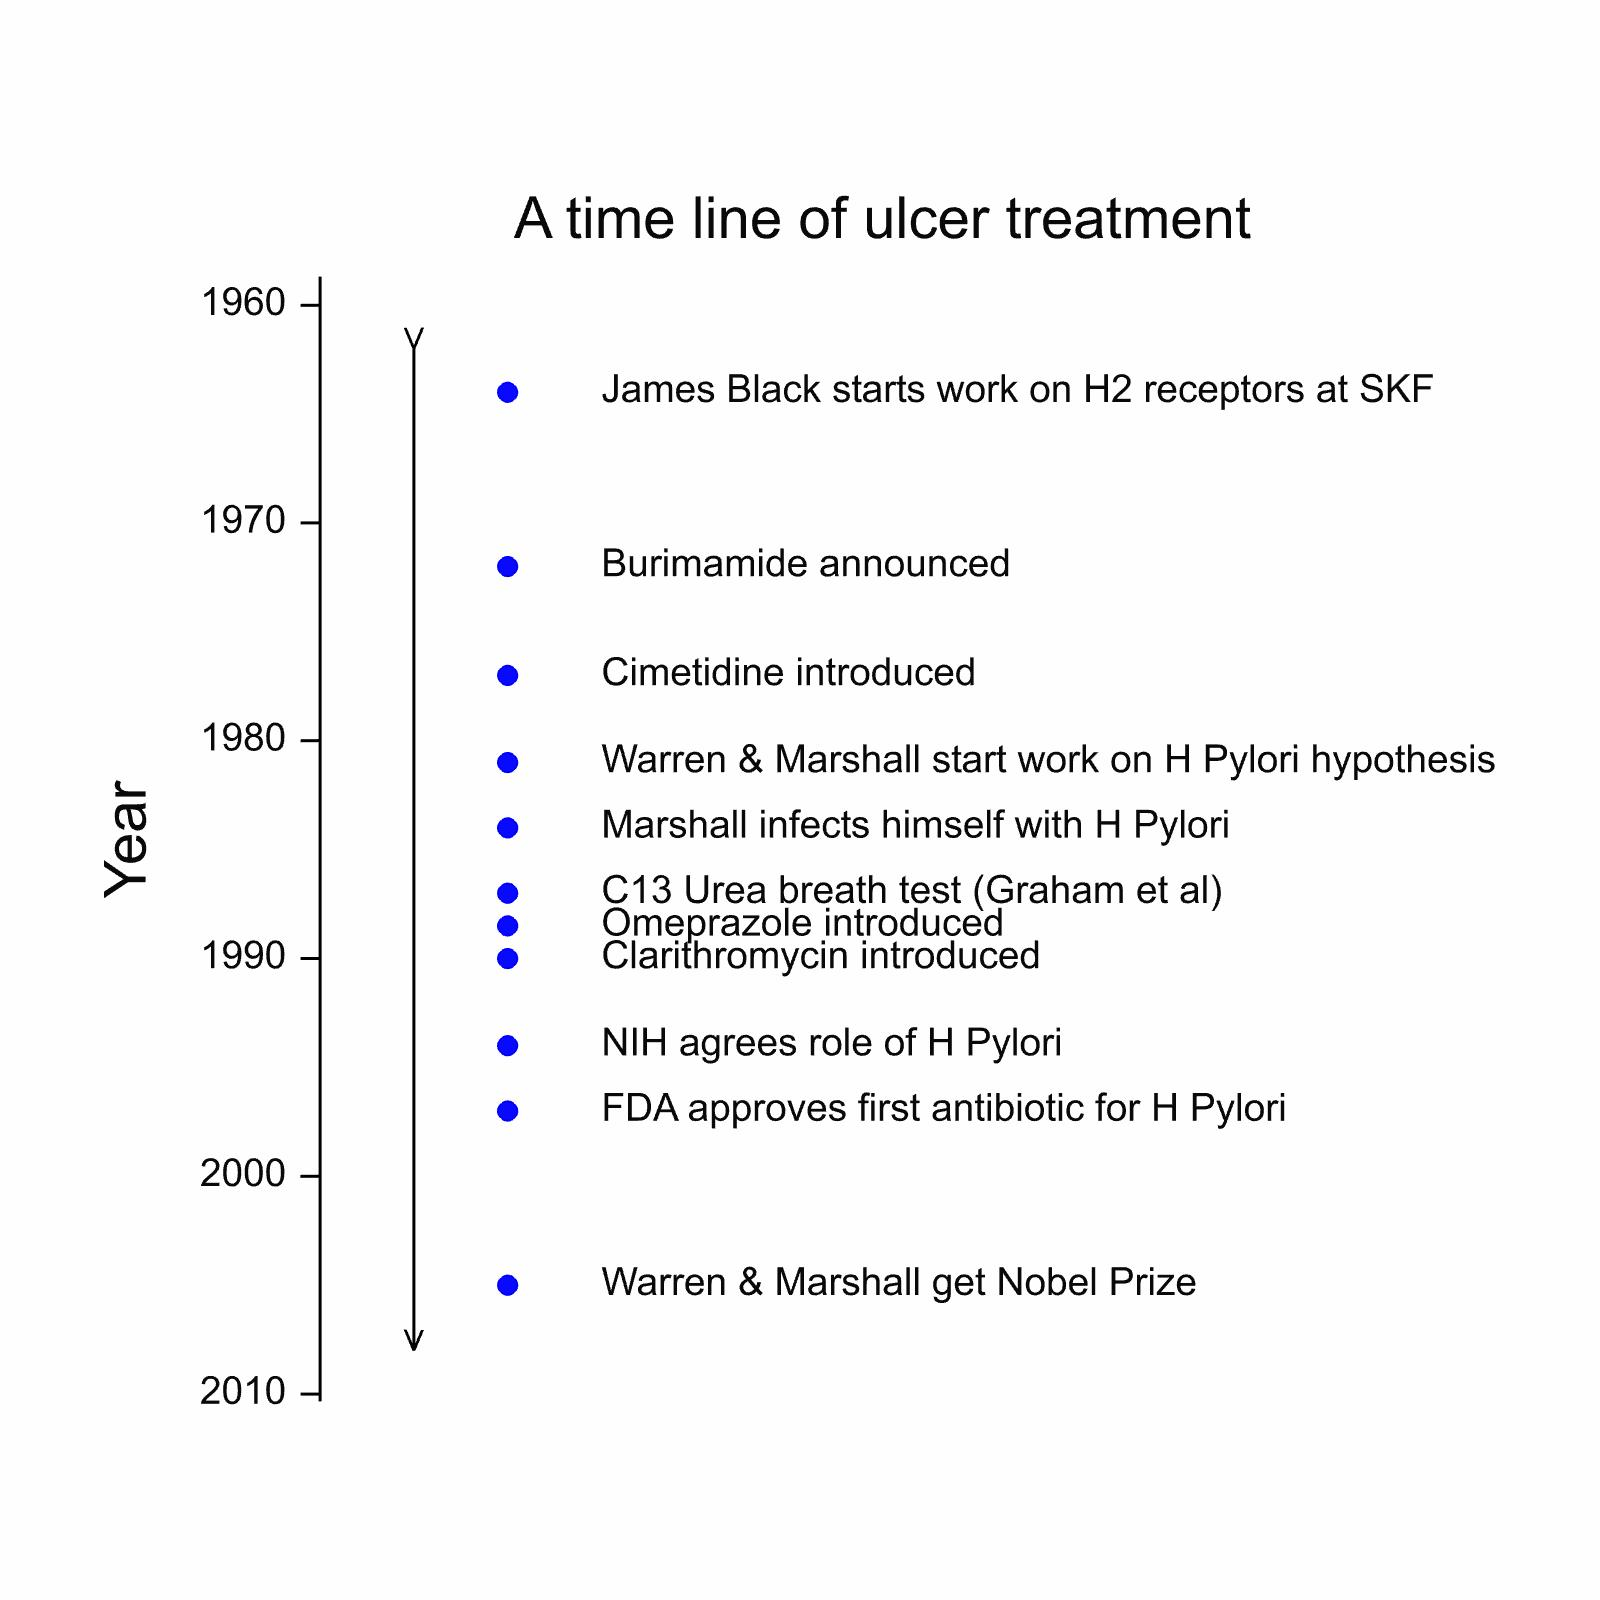 A time line of ulcer treatment
Year
1960
James Black starts work on H2 receptors at SKF
1970
Burimamide announced
Cimetidine introduced
1980
Warren & Marshall start work on H Pylori hypothesis
Marshall infects himself with H Pylori
C13 Urea breath test (Graham et al)
Omeprazole introduced
1990
Clarithromycin introduced
NIH agrees role of H Pylori
FDA approves first antibiotic for H Pylori
2000
Warren & Marshall get Nobel Prize
2010